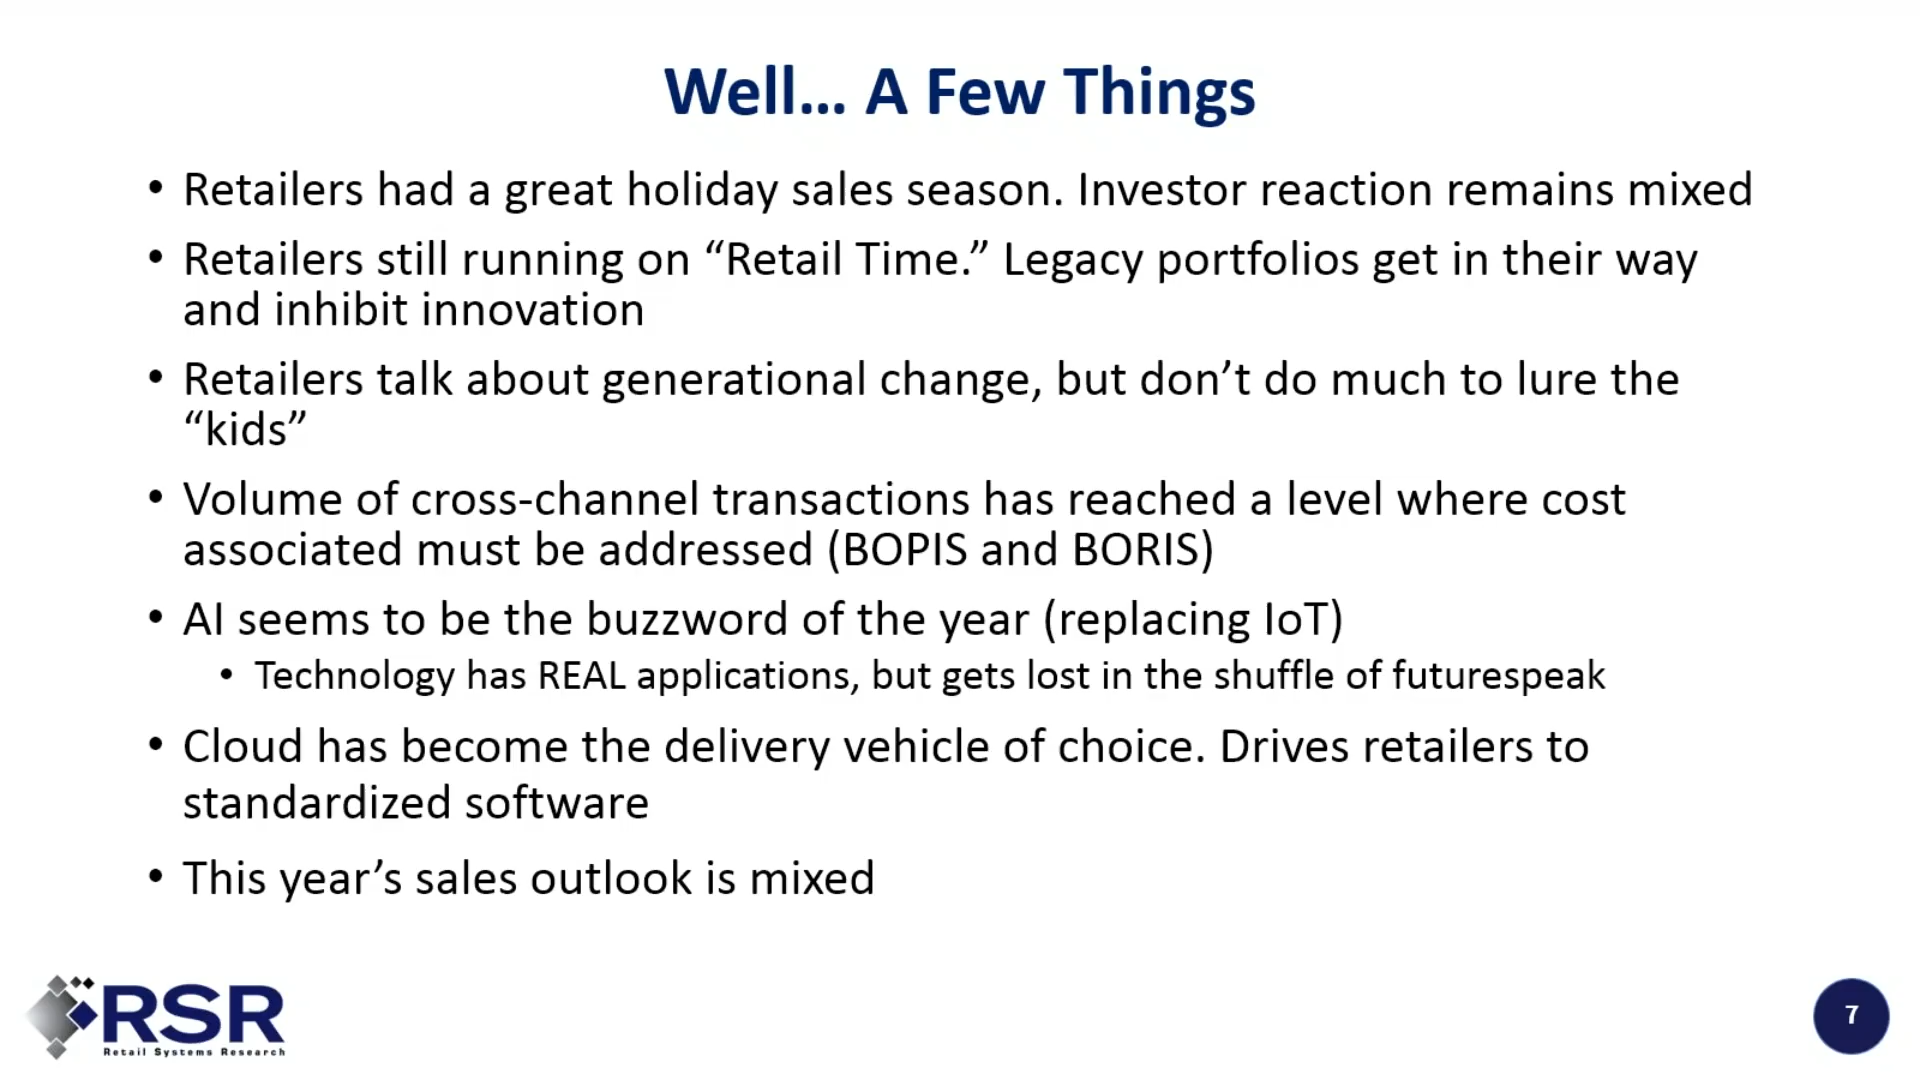 Well... A Few Things
• Retailers had a great holiday sales season. Investor reaction remains mixed
• Retailers still running on “Retail Time.” Legacy portfolios get in their way
and inhibit innovation
• Retailers talk about generational change, but don’t do much to lure the
“kids”
• Volume of cross-channel transactions has reached a level where cost
associated must be addressed (BOPIS and BORIS)
• AI seems to be the buzzword of the year (replacing IoT)
• Technology has REAL applications, but gets lost in the shuffle of futurespeak
• Cloud has become the delivery vehicle of choice. Drives retailers to
standardized software
• This year’s sales outlook is mixed
RSR
Retail Systems Research
7